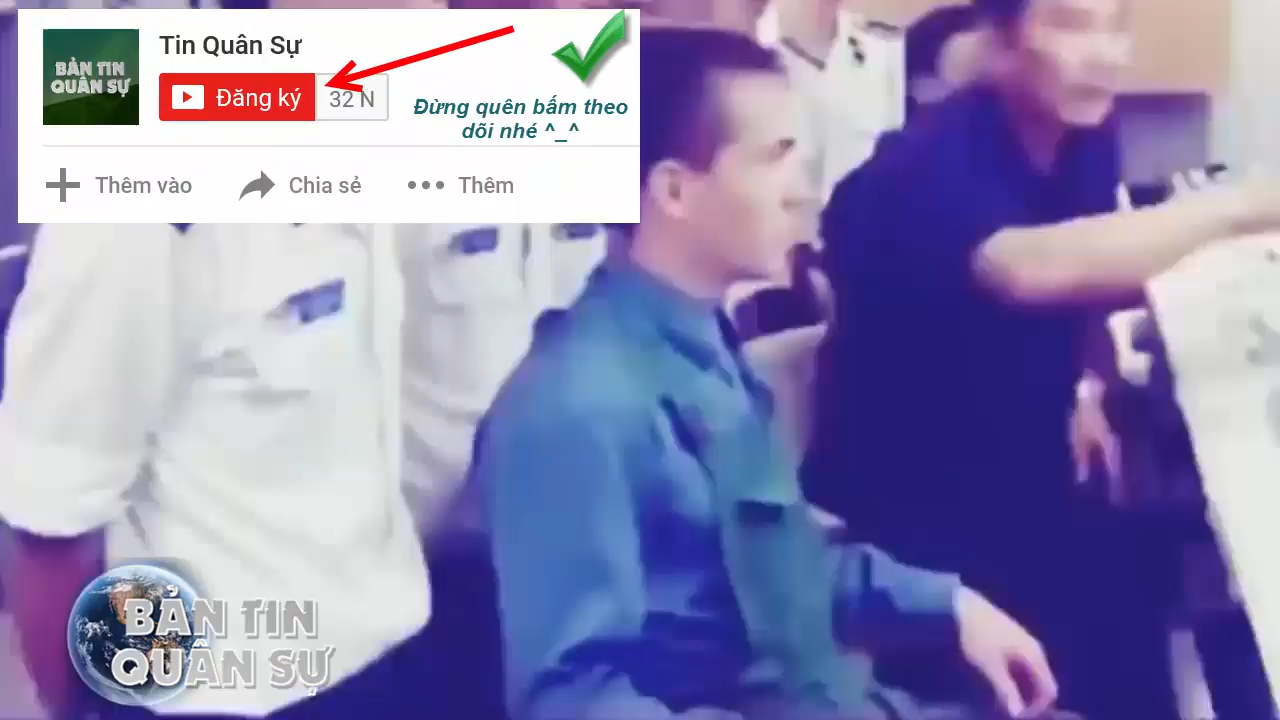 BẢN TIN
QUÂN SỰ
Tin Quân Sự
Đăng ký
32 N
Đừng quên bấm theo
dõi nhé ^_^
Thêm vào
Chia sẻ
Thêm
BẢN TIN
QUÂN SỰ